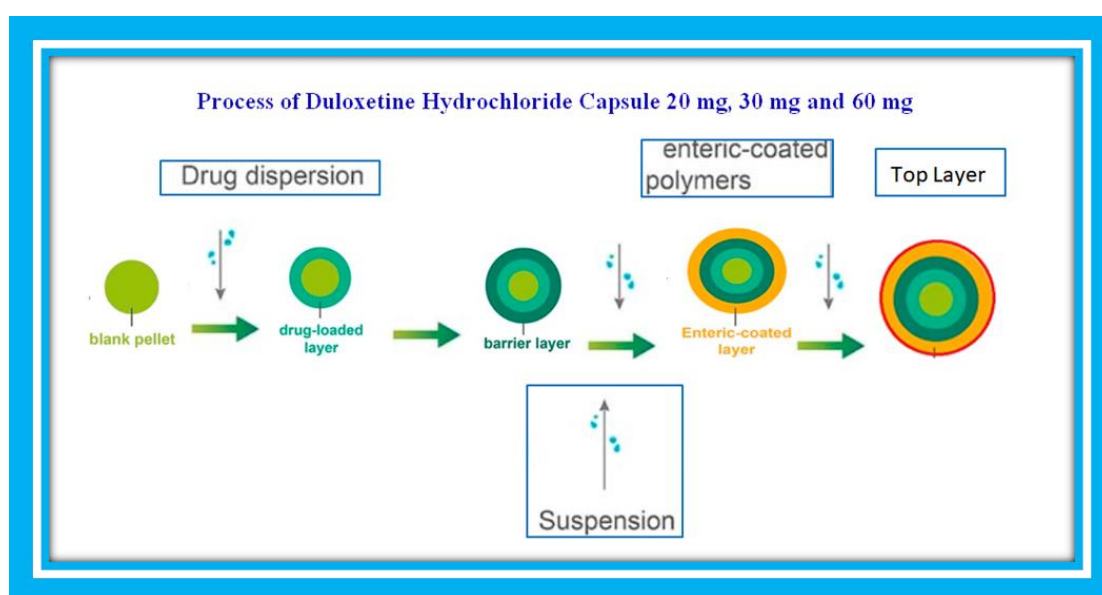 Process of Duloxetine Hydrochloride Capsule 20 mg, 30 mg and 60 mg
Drug dispersion
enteric-coated
polymers
Top Layer
blank pellet
drug-loaded
layer
barrier layer
Enteric-coated
layer
Suspension